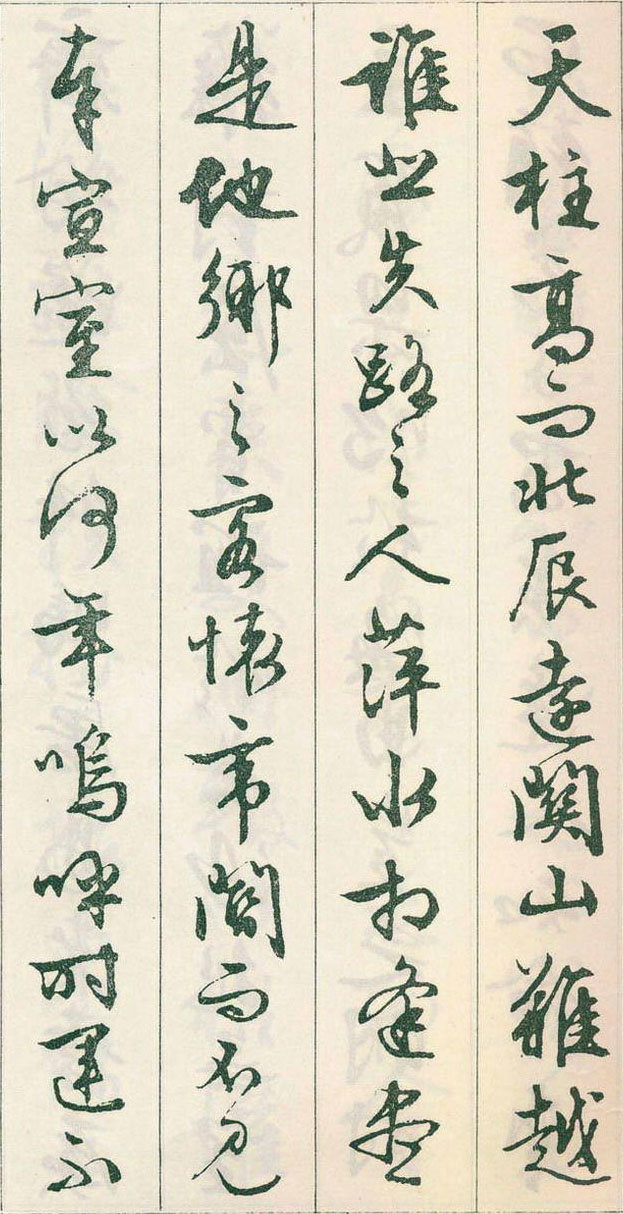 天柱高而北辰遠關山難越
誰悲失路之人萍水相逢盡
是他鄉之客懷帝閽而不見
奉宣室以何年嗚呼時運不